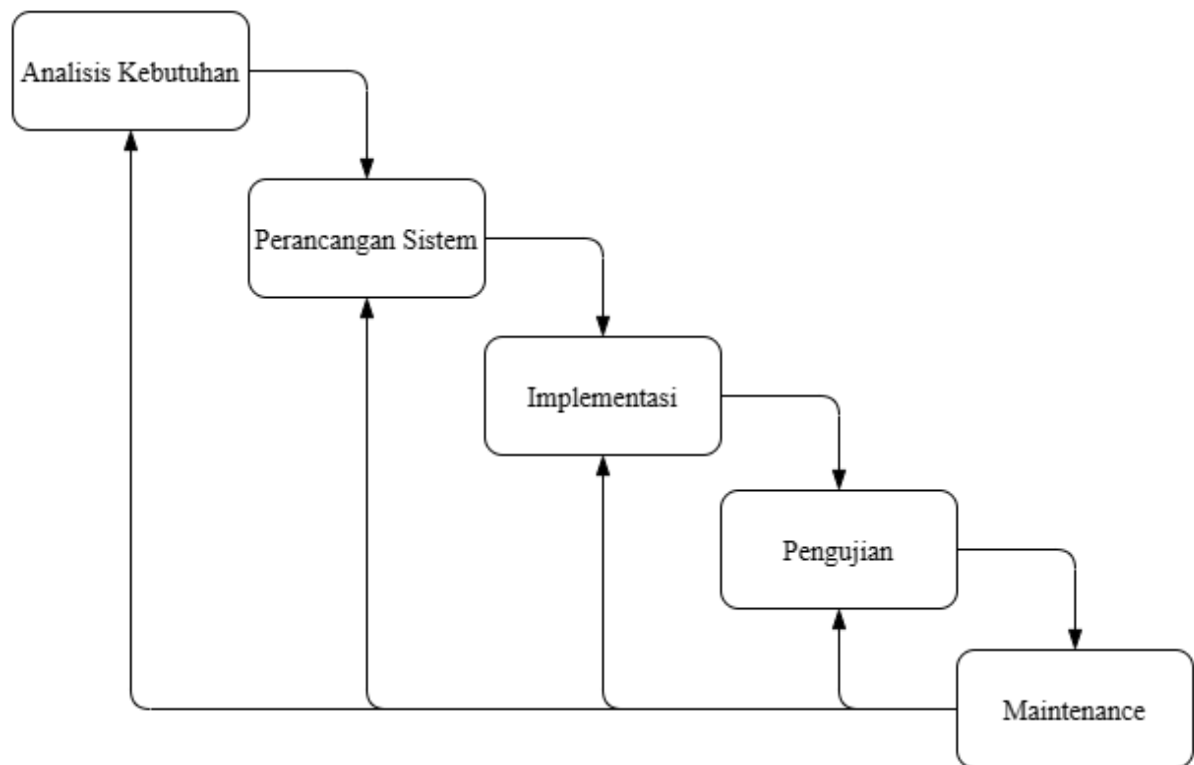 Analisis Kebutuhan
Perancangan Sistem
Implementasi
Pengujian
Maintenance